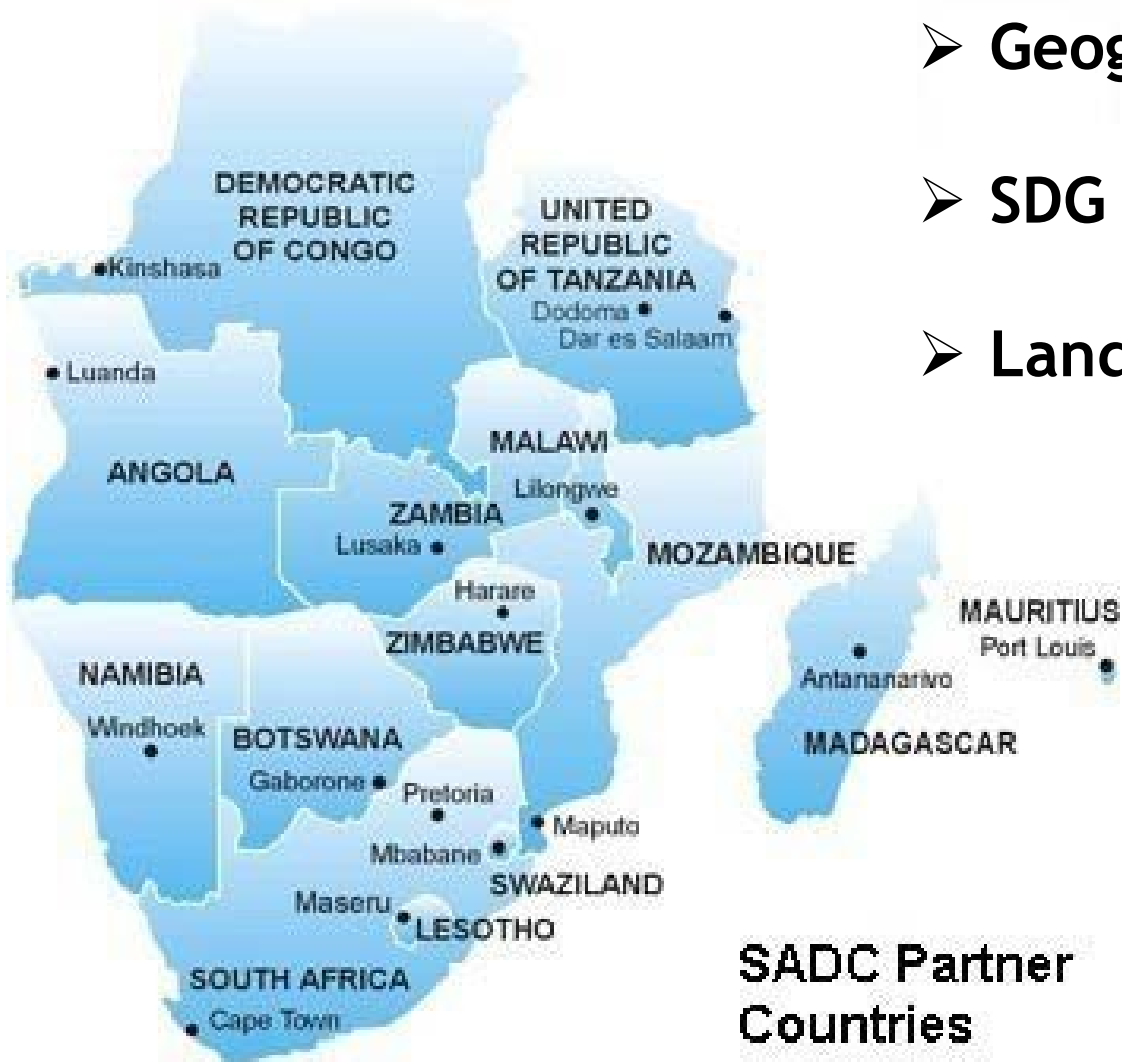 ➢ Geog
➢ SDG
➢ Land
DEMOCRATIC
REPUBLIC
OF CONGO
Kinshasa
UNITED
REPUBLIC
OF TANZANIA
Dodoma
Dar es Salaam
Luanda
ANGOLA
MALAWI
Lilongwe
ZAMBIA
Lusaka
MOZAMBIQUE
Harare
ZIMBABWE
MAURITIUS
Port Louis
NAMIBIA
Windhoek
Antananarivo
MADAGASCAR
BOTSWANA
Gaborone
Pretoria
Maputo
Mbabane
SWAZILAND
Maseru
LESOTHO
SOUTH AFRICA
Cape Town
SADC Partner
Countries